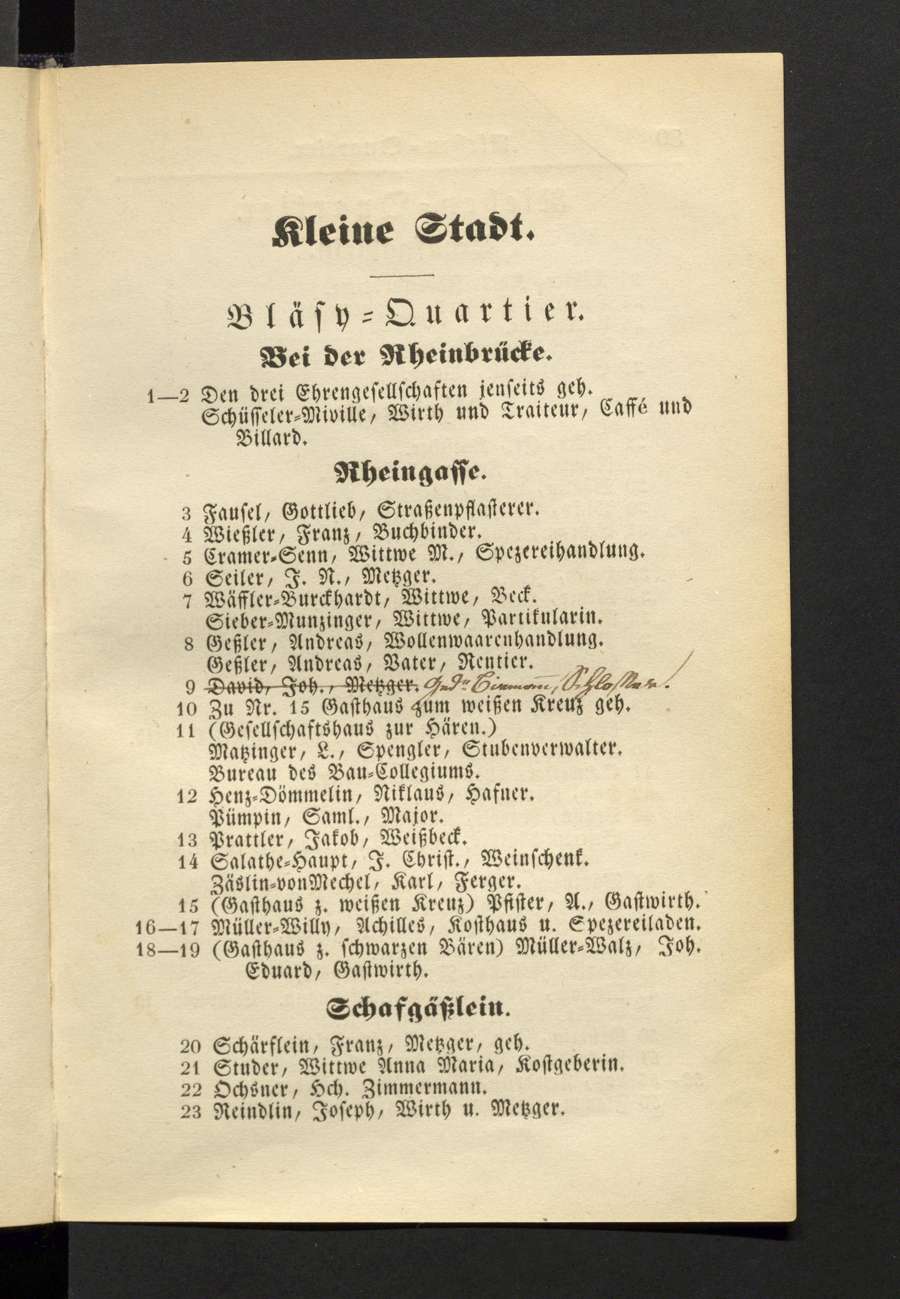 Kleine Stadt.
Bläsy-Quartier.
Bei der Rheinbrücke.
1—2 Den drei Ehrengesellschaften jenseits geh.
Schüsseler-Miville, Wirth und Traiteur, Caffé und
Billard.
Rheingasse.
3 Fausel, Gottlieb, Straßenpflasterer.
4 Wießler, Franz, Buchbinder.
5 Cramer-Senn, Wittwe M., Spezereihandlung.
6 Seiler, J. N., Metzger.
7 Wäffler-Burckhardt, Wittwe, Beck.
Sieber-Munzinger, Wittwe, Partikularin.
8 Geßler, Andreas, Wollenwaarenhandlung.
Geßler, Andreas, Vater, Rentier.
9 David, Joh., Metzger.
10 Zu Nr. 15 Gasthaus zum weißen Kreuz geh.
11 (Gesellschaftshaus zur Hären.)
Matzinger, L., Spengler, Stubenverwalter.
Bureau des Bau-Collegiums.
12 Henz-Dömmelin, Niklaus, Hafner.
Pümpin, Saml., Major.
13 Prattler, Jakob, Weißbeck.
14 Salathe-Haupt, J. Christ., Weinschenk.
Zäslin-vonMechel, Karl, Ferger.
15 (Gasthaus z. weißen Kreuz) Pfister, A., Gastwirth.
16—17 Müller-Willy, Achilles, Kosthaus u. Spezereiladen.
18—19 (Gasthaus z. schwarzen Bären) Müller-Walz, Joh.
Eduard, Gastwirth.
Schafgäßlein.
20 Schärflein, Franz, Metzger, geh.
21 Studer, Wittwe Anna Maria, Kostgeberin.
22 Ochsner, Hch. Zimmermann.
23 Reindlin, Joseph, Wirth u. Metzger.